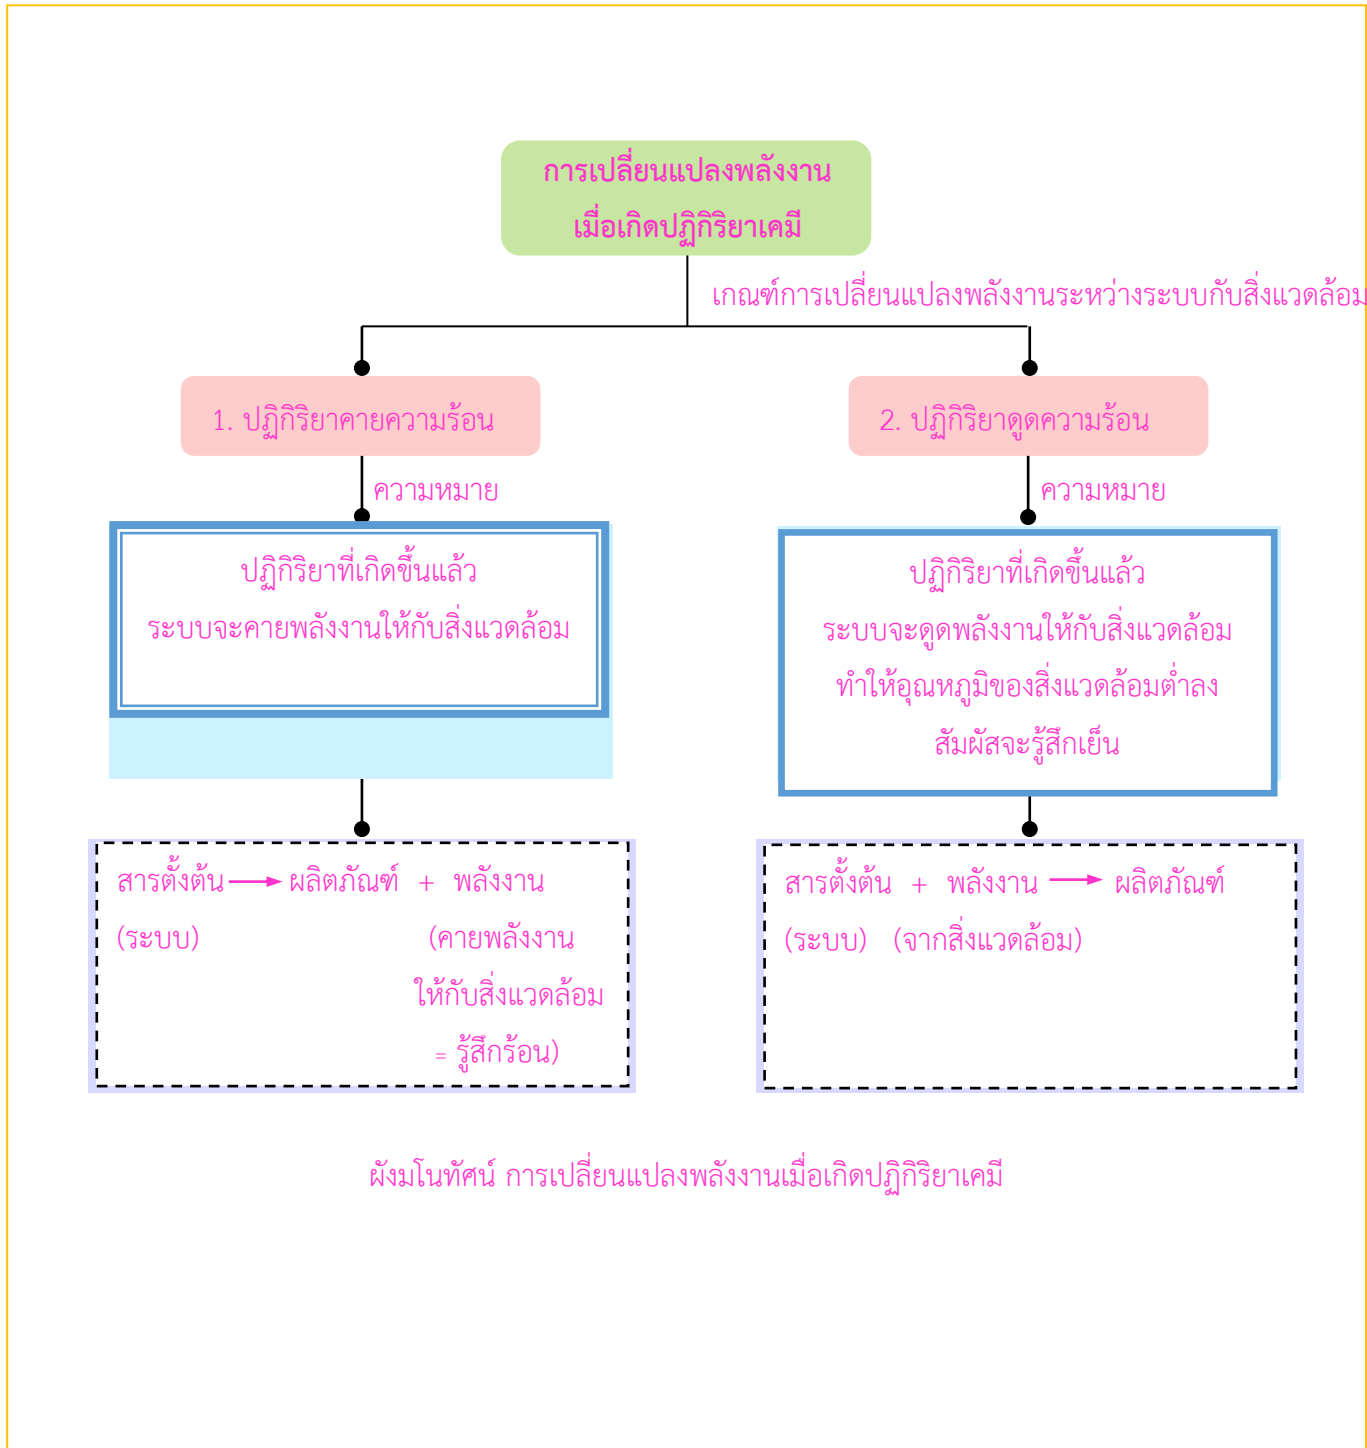 การเปลี่ยนแปลงพลังงาน
เมื่อเกิดปฏิกิริยาเคมี
เกณฑ์การเปลี่ยนแปลงพลังงานระหว่างระบบกับสิ่งแวดล้อม
1. ปฏิกิริยาคายความร้อน
2. ปฏิกิริยาดูดความร้อน
ความหมาย
ความหมาย
ปฏิกิริยาที่เกิดขึ้นแล้ว
ระบบจะคายพลังงานให้กับสิ่งแวดล้อม
ปฏิกิริยาที่เกิดขึ้นแล้ว
ระบบจะดูดพลังงานให้กับสิ่งแวดล้อม
ทำให้อุณหภูมิของสิ่งแวดล้อมต่ำลง
สัมผัสจะรู้สึกเย็น
สารตั้งต้น → ผลิตภัณฑ์ + พลังงาน
(ระบบ) (คายพลังงาน
ให้กับสิ่งแวดล้อม
= รู้สึกร้อน)
สารตั้งต้น + พลังงาน → ผลิตภัณฑ์
(ระบบ) (จากสิ่งแวดล้อม)
ผังมโนทัศน์ การเปลี่ยนแปลงพลังงานเมื่อเกิดปฏิกิริยาเคมี